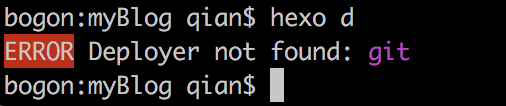 bogon:myBlog qian$ hexo d
ERROR Deployer not found: git
bogon:myBlog qian$